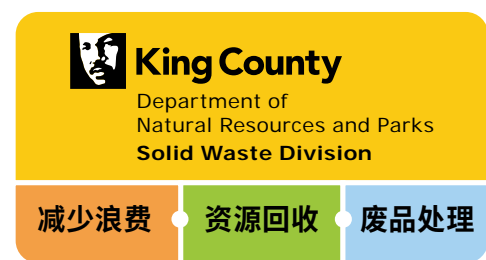 King County
Department of
Natural Resources and Parks
Solid Waste Division
减少浪费 资源回收 废品处理